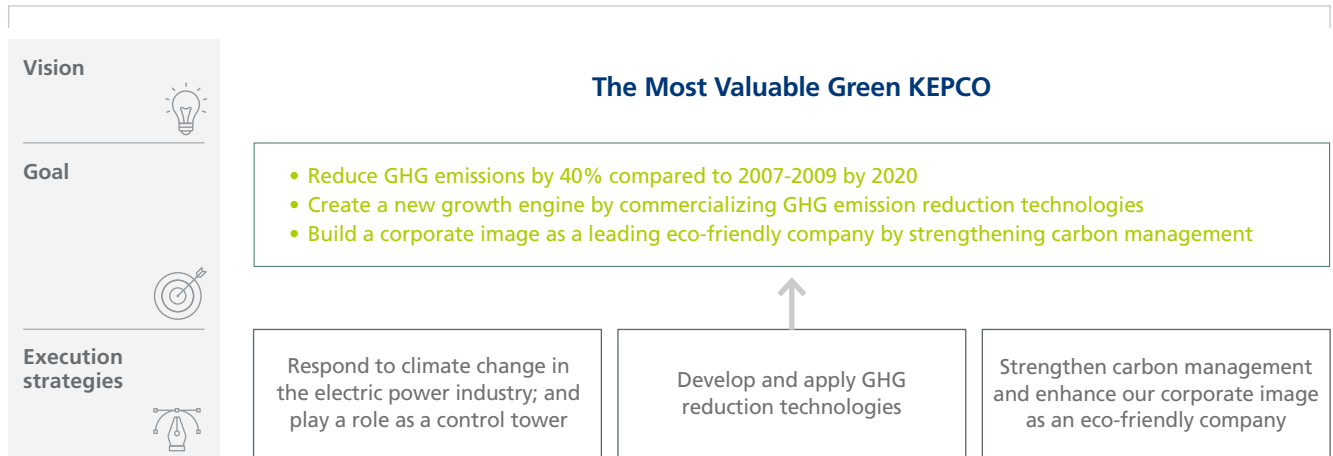 Vision
The Most Valuable Green KEPCO
Goal
• Reduce GHG emissions by 40% compared to 2007-2009 by 2020
• Create a new growth engine by commercializing GHG emission reduction technologies
• Build a corporate image as a leading eco-friendly company by strengthening carbon management
Execution
strategies
Respond to climate change in
the electric power industry; and
play a role as a control tower
Develop and apply GHG
reduction technologies
Strengthen carbon management
and enhance our corporate image
as an eco-friendly company